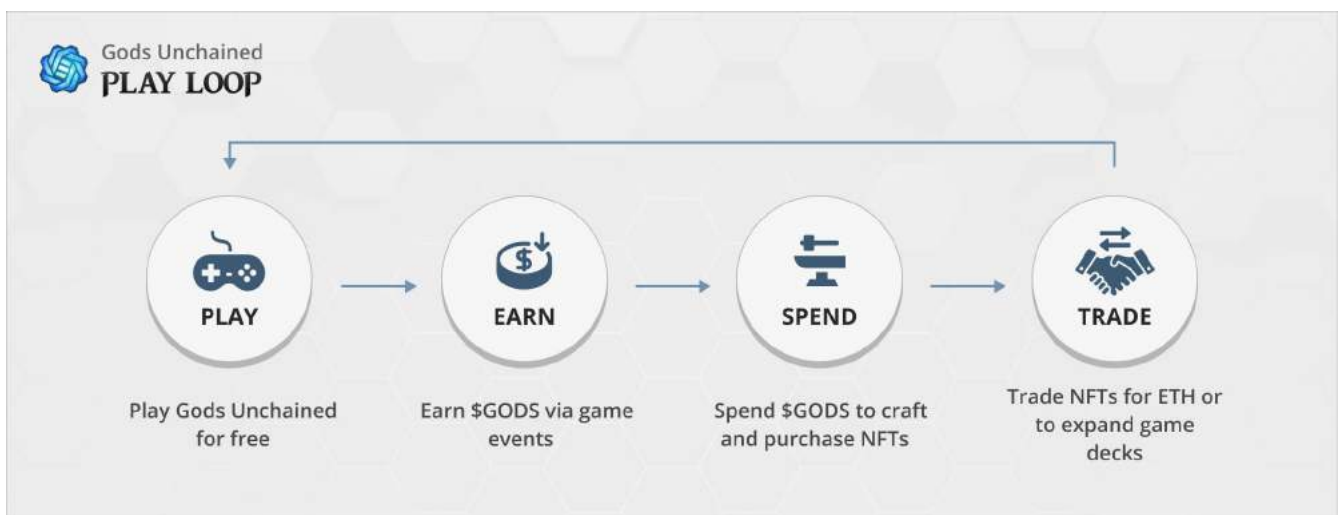 Gods Unchained
PLAY LOOP
PLAY
EARN
SPEND
TRADE
Play Gods Unchained
for free
Earn $GODS via game
events
Spend $GODS to craft
and purchase NFTs
Trade NFTs for ETH or
to expand game
decks